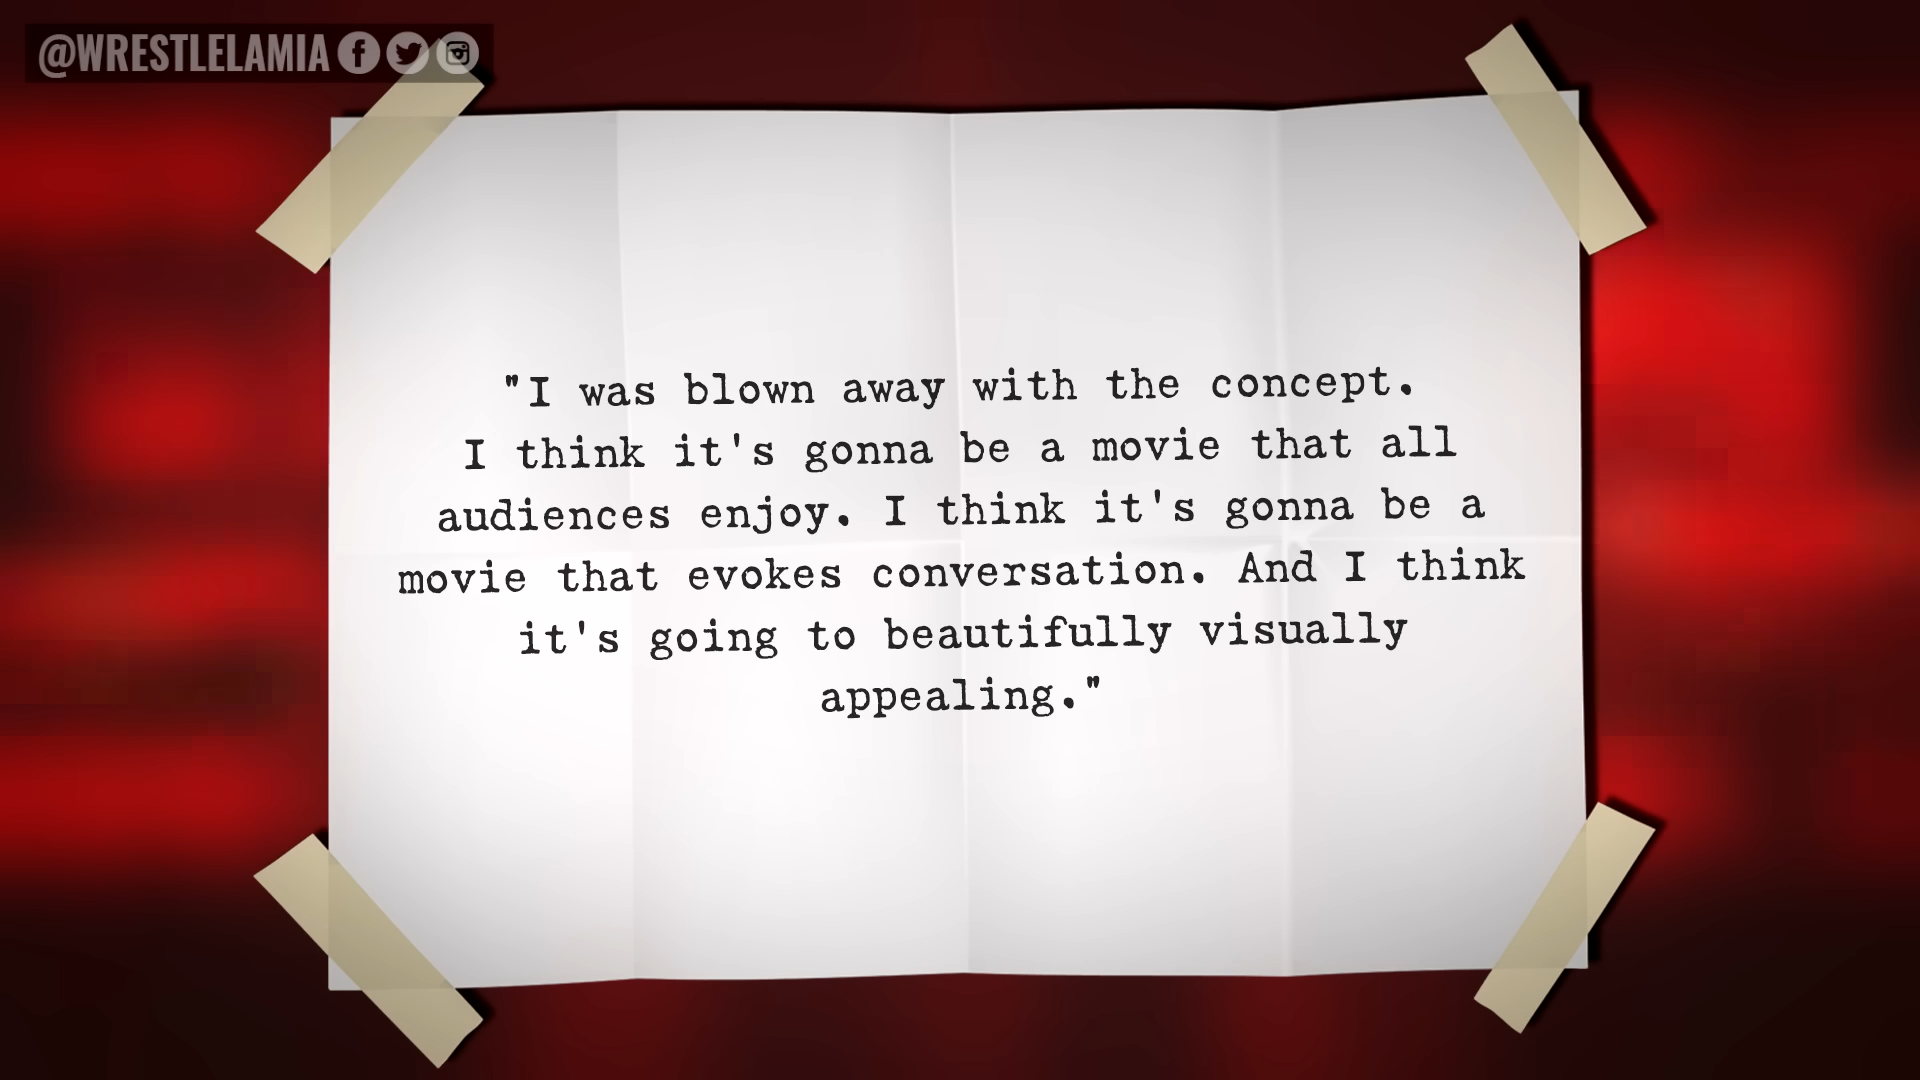 @WRESTLELAMIA
"I was blown away with the concept.
I think it's gonna be a movie that all
audiences enjoy. I think it's gonna be a
movie that evokes conversation. And I think
it's going to beautifully visually
appealing."